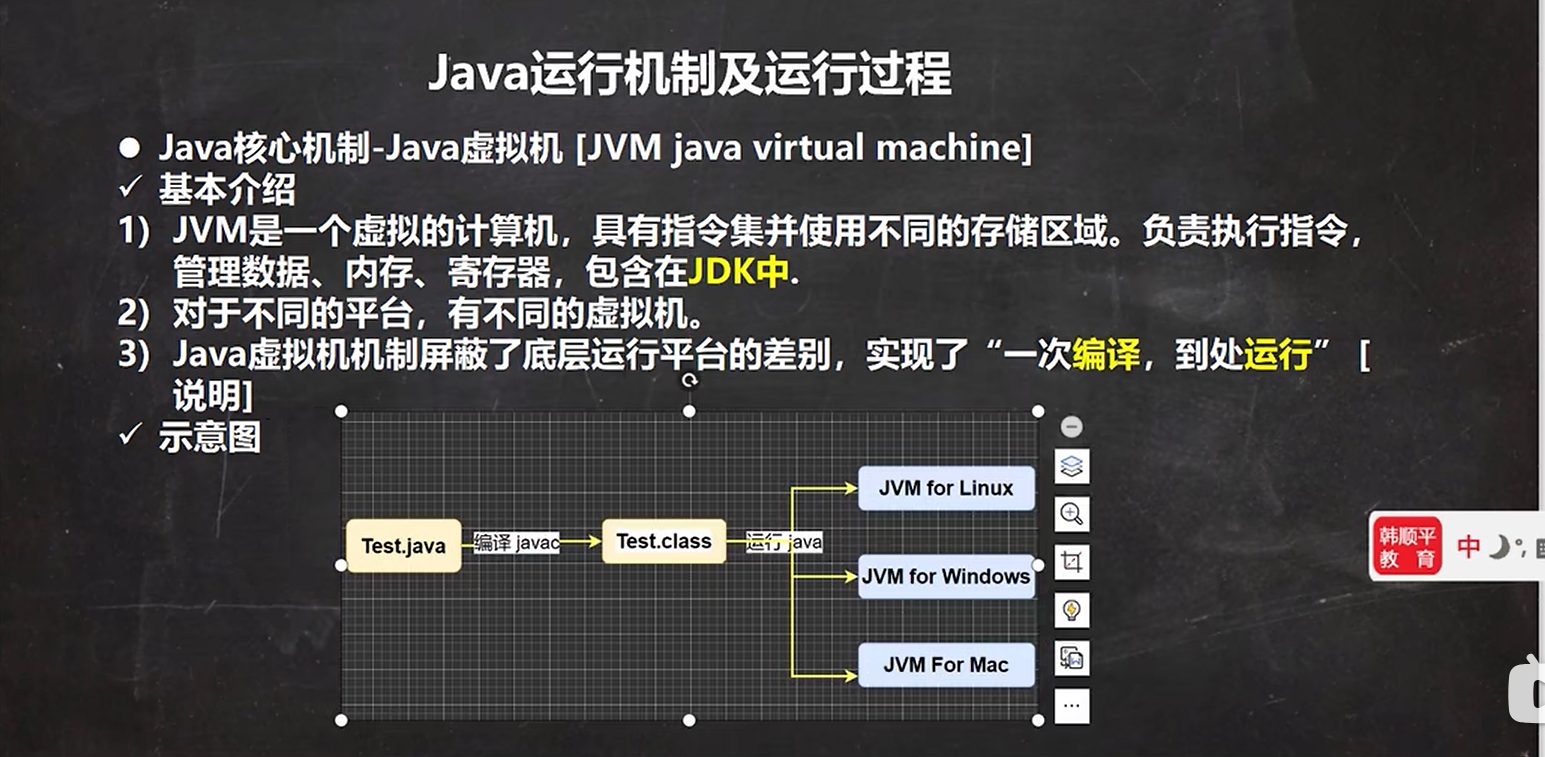 Java运行机制及运行过程
● Java核心机制-Java虚拟机 [JVM java virtual machine]
✓ 基本介绍
1) JVM是一个虚拟的计算机，具有指令集并使用不同的存储区域。负责执行指令，
管理数据、内存、寄存器，包含在JDK中.
2) 对于不同的平台，有不同的虚拟机。
3) Java虚拟机机制屏蔽了底层运行平台的差别，实现了“一次编译，到处运行” [
说明]
✓ 示意图
Test.java
编译 javac
Test.class
运行 java
JVM for Linux
JVM for Windows
JVM For Mac
韩顺平
教 育
中